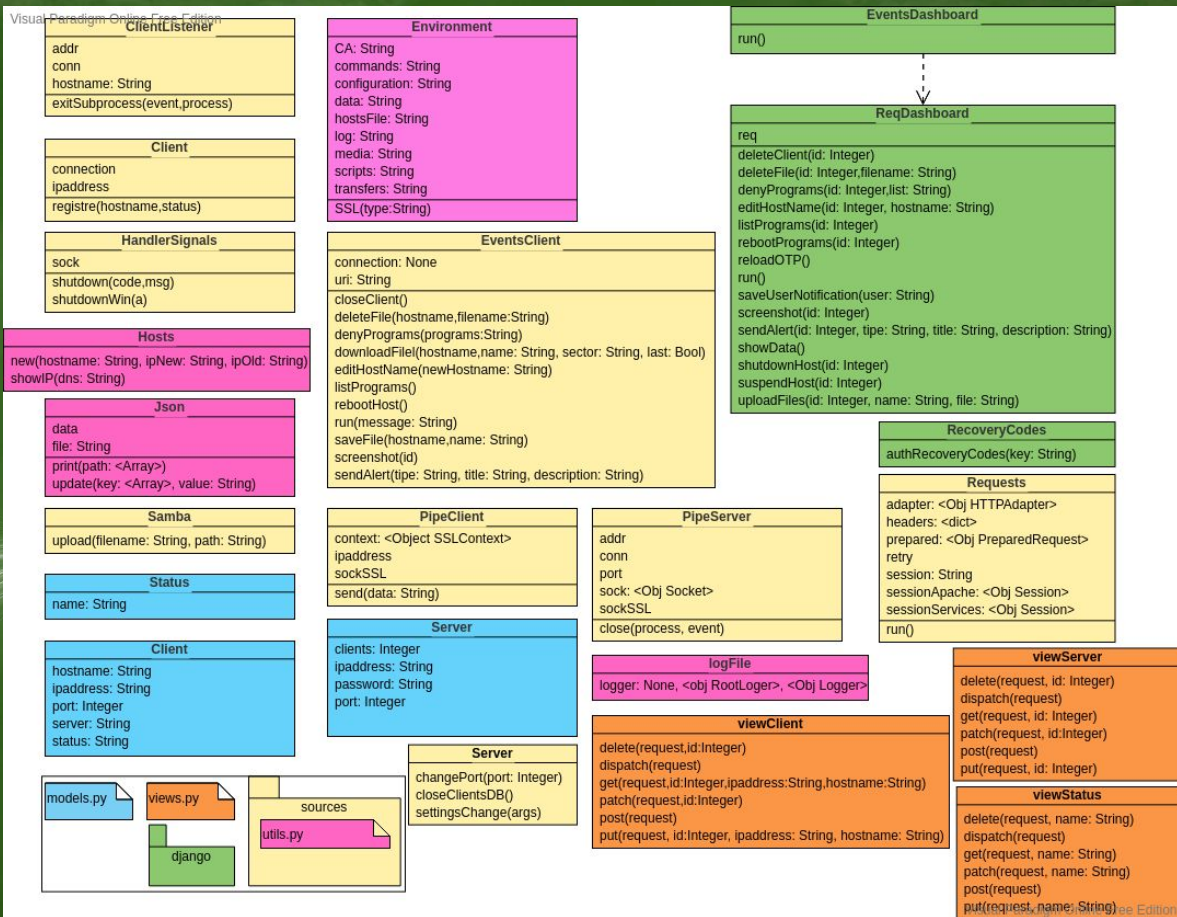 Visual Paradigm Online Free Edition
ClientListener
addr
conn
hostname: String
exitSubprocess(event,process)
Client
connection
ipaddress
registre(hostname,status)
HandlerSignals
sock
shutdown(code,msg)
shutdownWin(a)
Hosts
new(hostname: String, ipNew: String, ipOld: String)
showIP(dns: String)
Json
data
file: String
print(path: <Array>)
update(key: <Array>, value: String)
Samba
upload(filename: String, path: String)
Status
name: String
Client
hostname: String
ipaddress: String
port: Integer
server: String
status: String
models.py
views.py
django
sources
utils.py
Environment
CA: String
commands: String
configuration: String
data: String
hostsFile: String
log: String
media: String
scripts: String
transfers: String
SSL(type:String)
EventsClient
connection: None
uri: String
closeClient()
deleteFile(hostname,filename:String)
denyPrograms(programs:String)
downloadFilel(hostname,name: String, sector: String, last: Bool)
editHostName(newHostname: String)
listPrograms()
rebootHost()
run(message: String)
saveFile(hostname,name: String)
screenshot(id)
sendAlert(tipe: String, title: String, description: String)
PipeClient
context: <Object SSLContext>
ipaddress
sockSSL
send(data: String)
Server
clients: Integer
ipaddress: String
password: String
port: Integer
Server
changePort(port: Integer)
closeClientsDB()
settingsChange(args)
PipeServer
addr
conn
port
sock: <Obj Socket>
sockSSL
close(process, event)
logFile
logger: None, <obj RootLoger>, <Obj Logger>
viewClient
delete(request,id:Integer)
dispatch(request)
get(request,id:Integer,ipaddress:String,hostname:String)
patch(request,id:Integer)
post(request)
put(request, id:Integer, ipaddress: String, hostname: String)
EventsDashboard
run()
ReqDashboard
req
deleteClient(id: Integer)
deleteFile(id: Integer,filename: String)
denyPrograms(id: Integer,list: String)
editHostName(id: Integer, hostname: String)
listPrograms(id: Integer)
rebootPrograms(id: Integer)
reloadOTP()
run()
saveUserNotification(user: String)
screenshot(id: Integer)
sendAlert(id: Integer, tipe: String, title: String, description: String)
showData()
shutdownHost(id: Integer)
suspendHost(id: Integer)
uploadFiles(id: Integer, name: String, file: String)
RecoveryCodes
authRecoveryCodes(key: String)
Requests
adapter: <Obj HTTPAdapter>
headers: <dict>
prepared: <Obj PreparedRequest>
retry
session: String
sessionApache: <Obj Session>
sessionServices: <Obj Session>
run()
viewServer
delete(request, id: Integer)
dispatch(request)
get(request, id: Integer)
patch(request, id:Integer)
post(request)
put(request, id: Integer)
viewStatus
delete(request, name: String)
dispatch(request)
get(request, name: String)
patch(request, name: String)
post(request)
put(request, name: String)
Visual Paradigm Online Free Edition